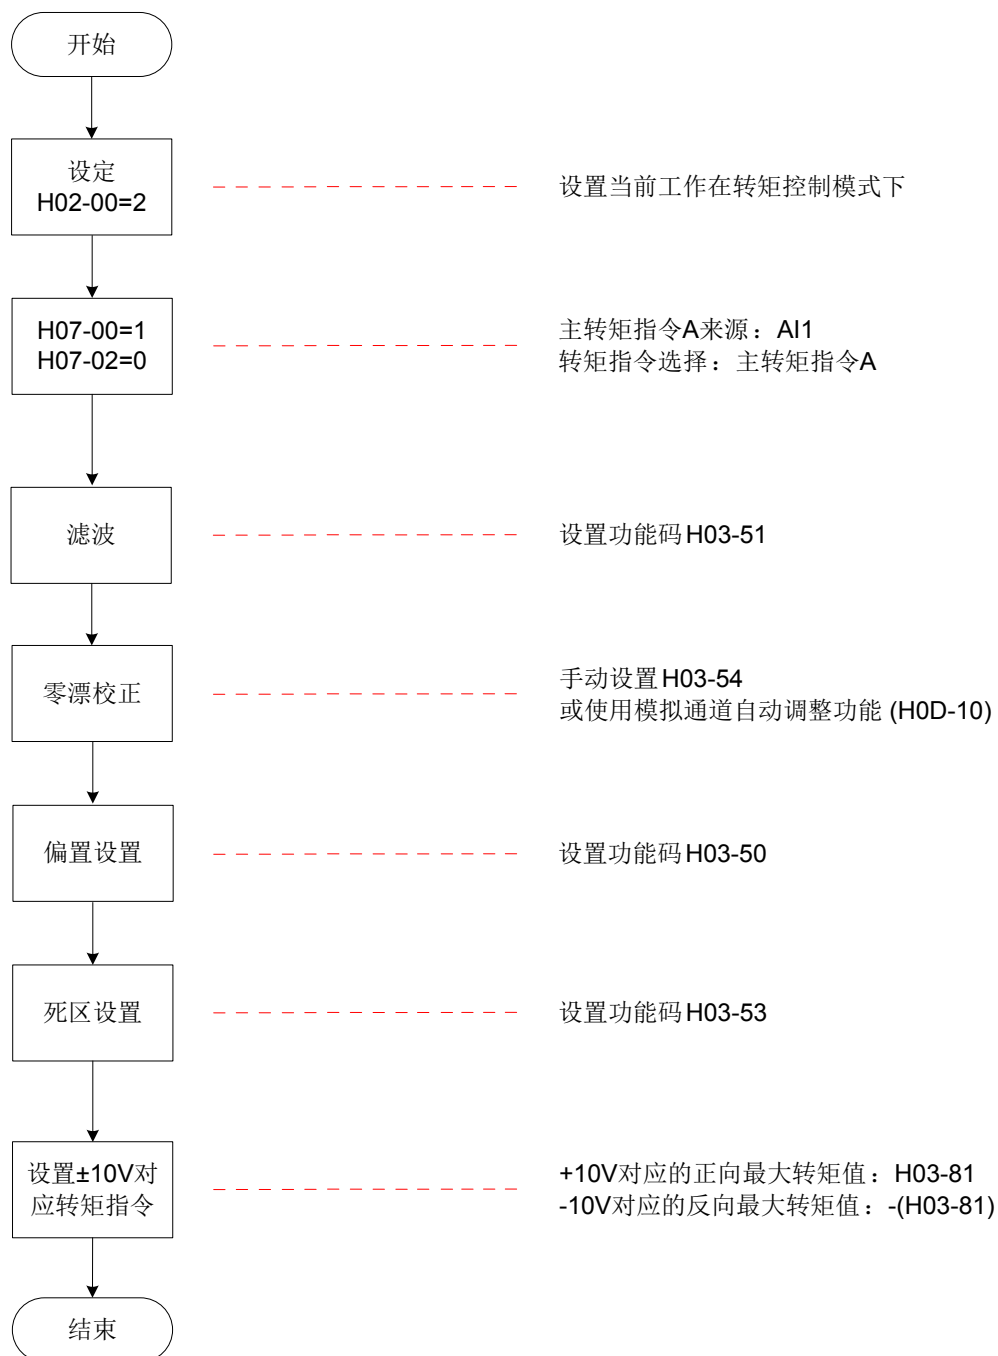 开始
设定
H02-00=2
设置当前工作在转矩控制模式下
H07-00=1
H07-02=0
主转矩指令A来源：AI1
转矩指令选择：主转矩指令A
滤波
设置功能码H03-51
零漂校正
手动设置H03-54
或使用模拟通道自动调整功能 (H0D-10)
偏置设置
设置功能码H03-50
死区设置
设置功能码H03-53
设置±10V对
应转矩指令
+10V对应的正向最大转矩值：H03-81
-10V对应的反向最大转矩值：-(H03-81)
结束